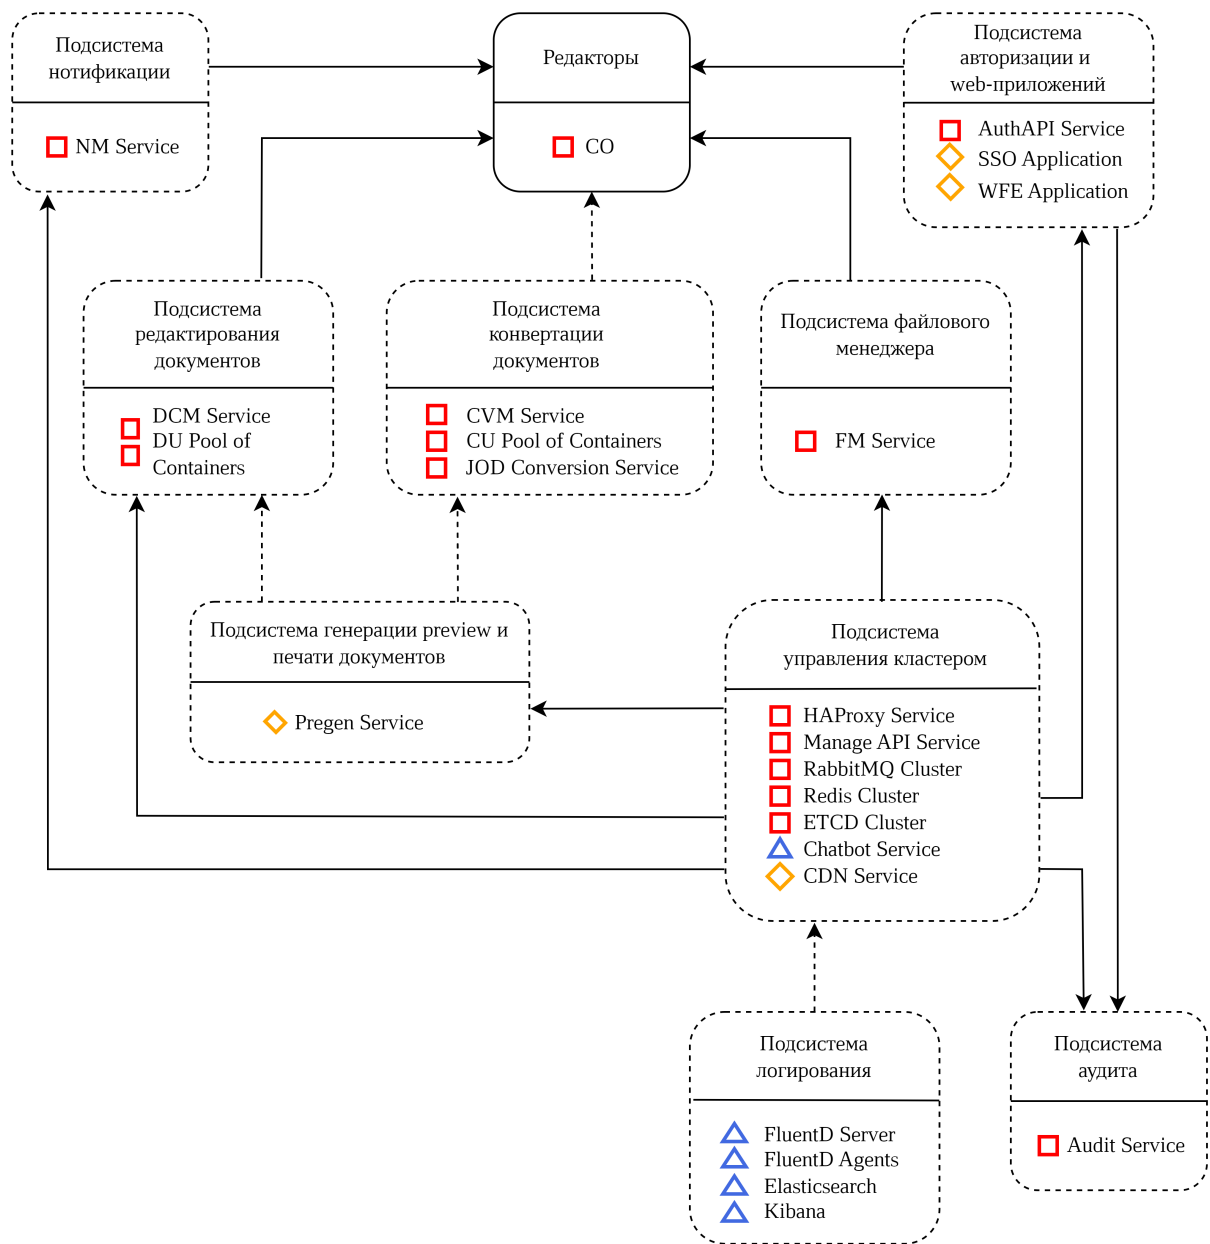 Подсистема
нотификации
NM Service
Редакторы
CO
Подсистема
авторизации и
web-приложений
AuthAPI Service
SSO Application
WFE Application
Подсистема
редактирования
документов
DCM Service
DU Pool of
Containers
Подсистема
конвертации
документов
CVM Service
CU Pool of Containers
JOD Conversion Service
Подсистема файлового
менеджера
FM Service
Подсистема генерации preview и
печати документов
Pregen Service
Подсистема
управления кластером
HAProxy Service
Manage API Service
RabbitMQ Cluster
Redis Cluster
ETCD Cluster
Chatbot Service
CDN Service
Подсистема
логирования
FluentD Server
FluentD Agents
Elasticsearch
Kibana
Подсистема
аудита
Audit Service